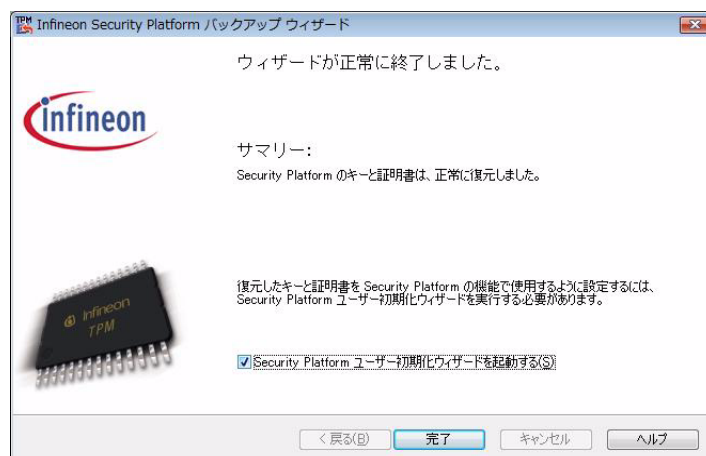 TPM
Infineon Security Platform バックアップ ウィザード
ウィザードが正常に終了しました。
infineon
サマリー:
Security Platform のキーと証明書は、正常に復元しました。
復元したキーと証明書を Security Platform の機能で使用するように設定するには、
Security Platform ユーザー初期化ウィザードを実行する必要があります。
infineon
TPM
Security Platform ユーザー初期化ウィザードを起動する(S)
< 戻る(B)
完了
キャンセル
ヘルプ